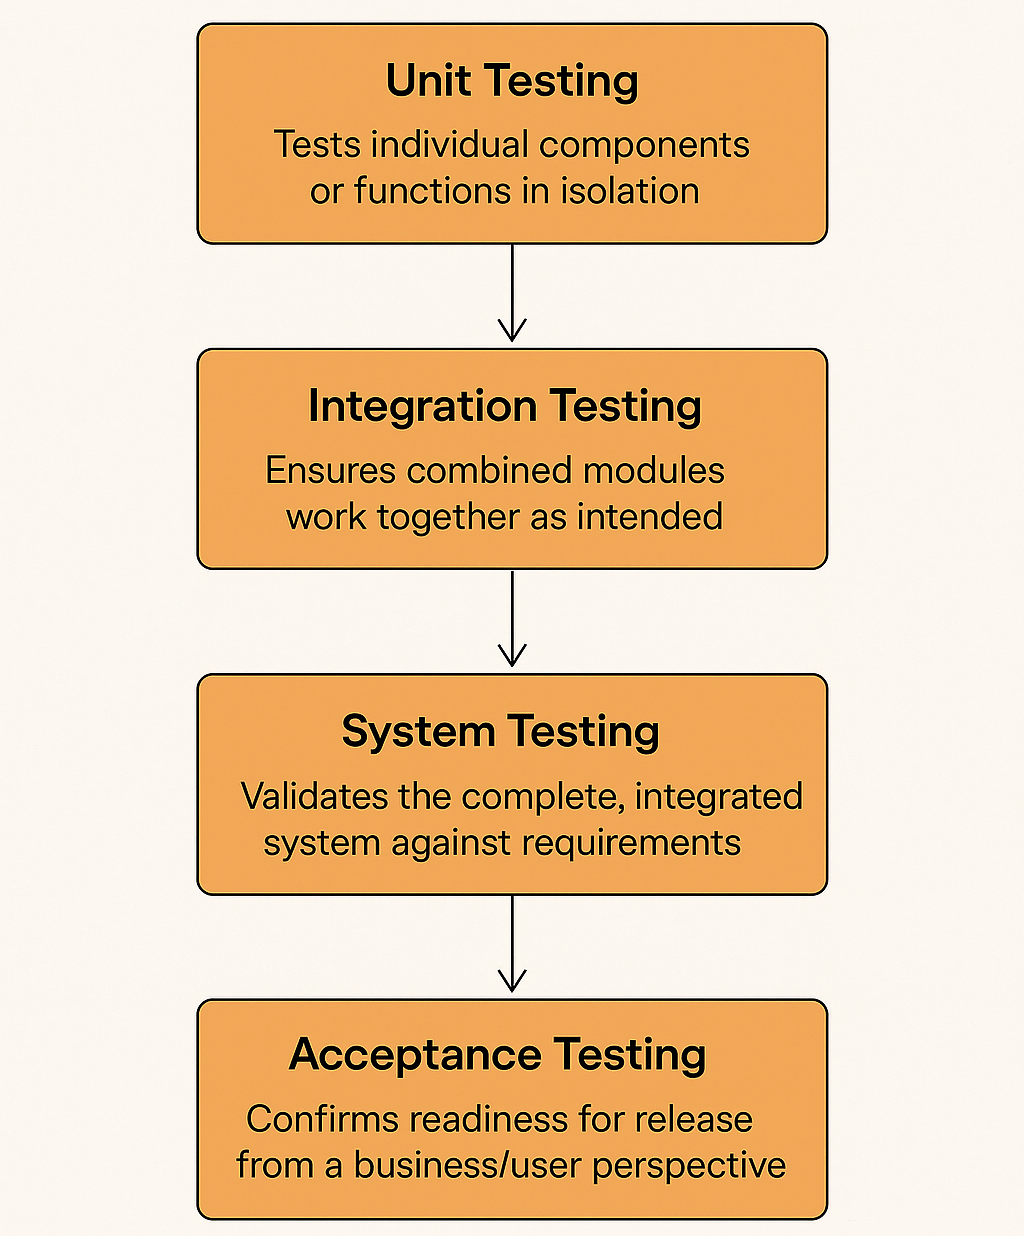 Unit Testing
Tests individual components
or functions in isolation
Integration Testing
Ensures combined modules
work together as intended
System Testing
Validates the complete, integrated
system against requirements
Acceptance Testing
Confirms readiness for release
from a business/user perspective